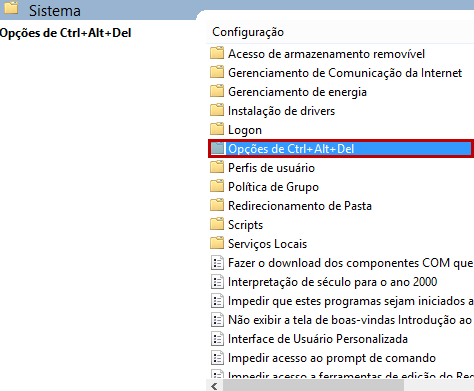 Sistema
Opções de Ctrl+Alt+Del
Configuração
Acesso de armazenamento removível
Gerenciamento de Comunicação da Internet
Gerenciamento de energia
Instalação de drivers
Logon
Opções de Ctrl+Alt+Del
Perfis de usuário
Política de Grupo
Redirecionamento de Pasta
Scripts
Serviços Locais
Fazer o download dos componentes COM que
Interpretação de século para o ano 2000
Impedir que estes programas sejam iniciados a
Não exibir a tela de boas-vindas Introdução ao
Interface de Usuário Personalizada
Impedir acesso ao prompt de comando
Impedir acesso a ferramentas de edição do Reg